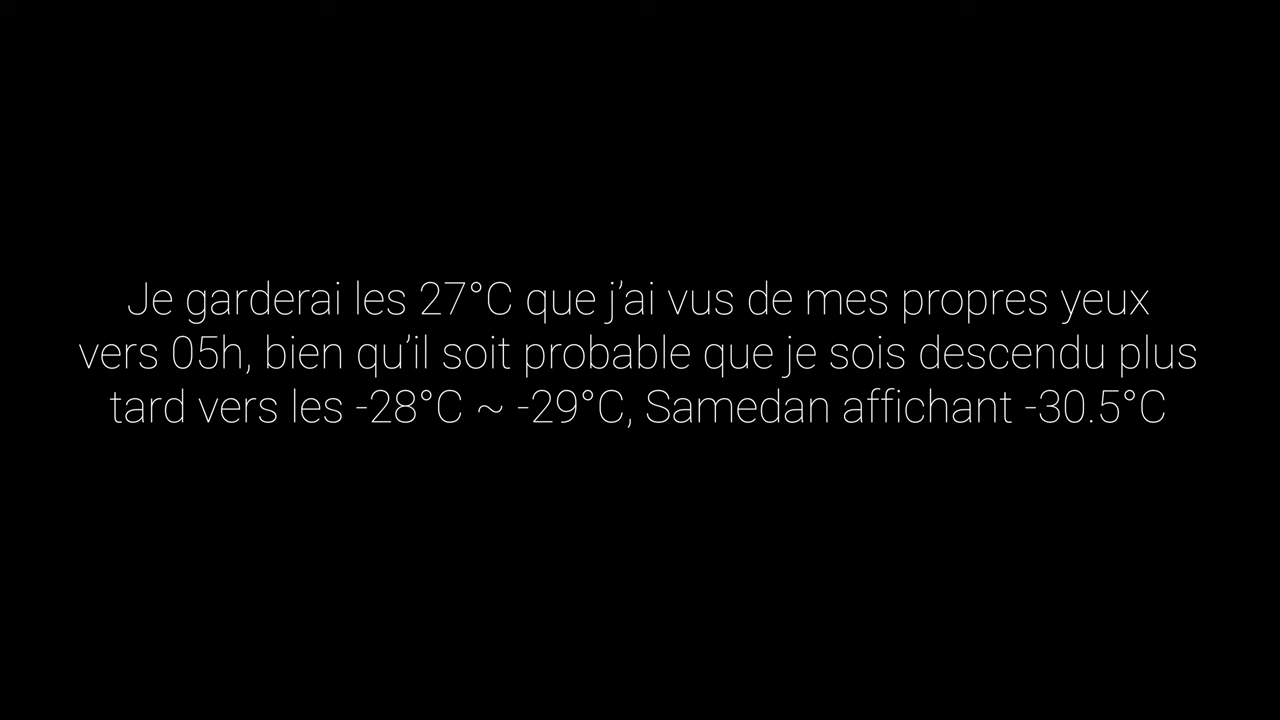 Je garderai les 27°C que j’ai vus de mes propres yeux
vers 05h, bien qu’il soit probable que je sois descendu plus
tard vers les -28°C ~ -29°C, Samedan affichant -30.5°C